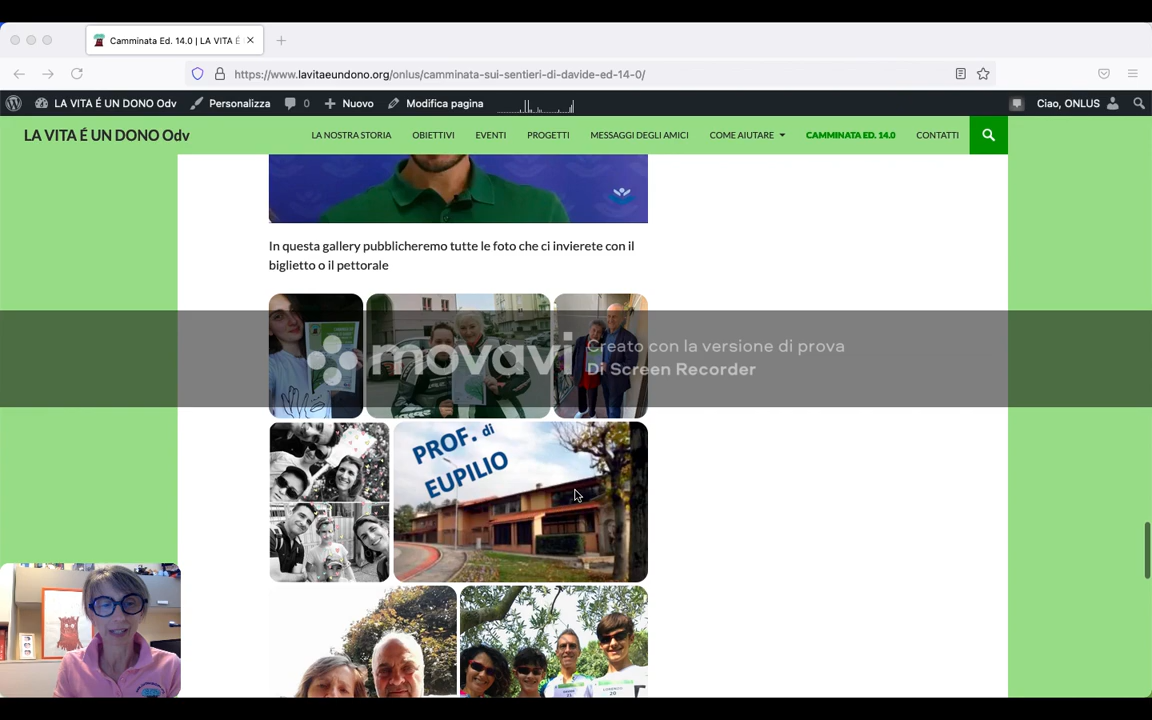 Camminata Ed. 14.0 | LA VITA É
https://www.lavitaeundono.org/onlus/camminata-sui-sentieri-di-davide-ed-14-0/
LA VITA É UN DONO Odv Personalizza 0 Nuovo Modifica pagina Ciao, ONLUS
LA VITA É UN DONO Odv LA NOSTRA STORIA OBIETTIVI EVENTI PROGETTI MESSAGGI DEGLI AMICI COME AIUTARE CAMMINATA ED. 14.0 CONTATTI
In questa gallery pubblicheremo tutte le foto che ci invierete con il
biglietto o il pettorale
movavi
Creato con la versione di prova
Di Screen Recorder
PROF. di
EUPILIO
LORENZO
20